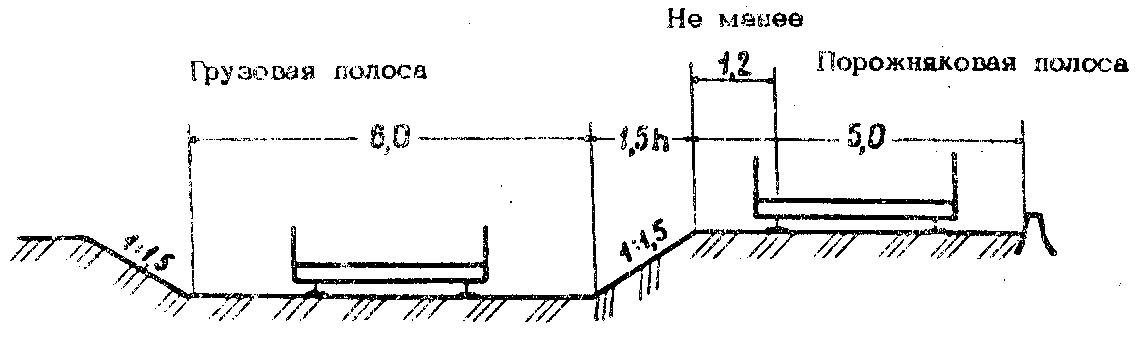 Не менее
Грузовая полоса
1,2
Порожняковая полоса
6,0
1,5h
5,0
1:1,5
1:1,5